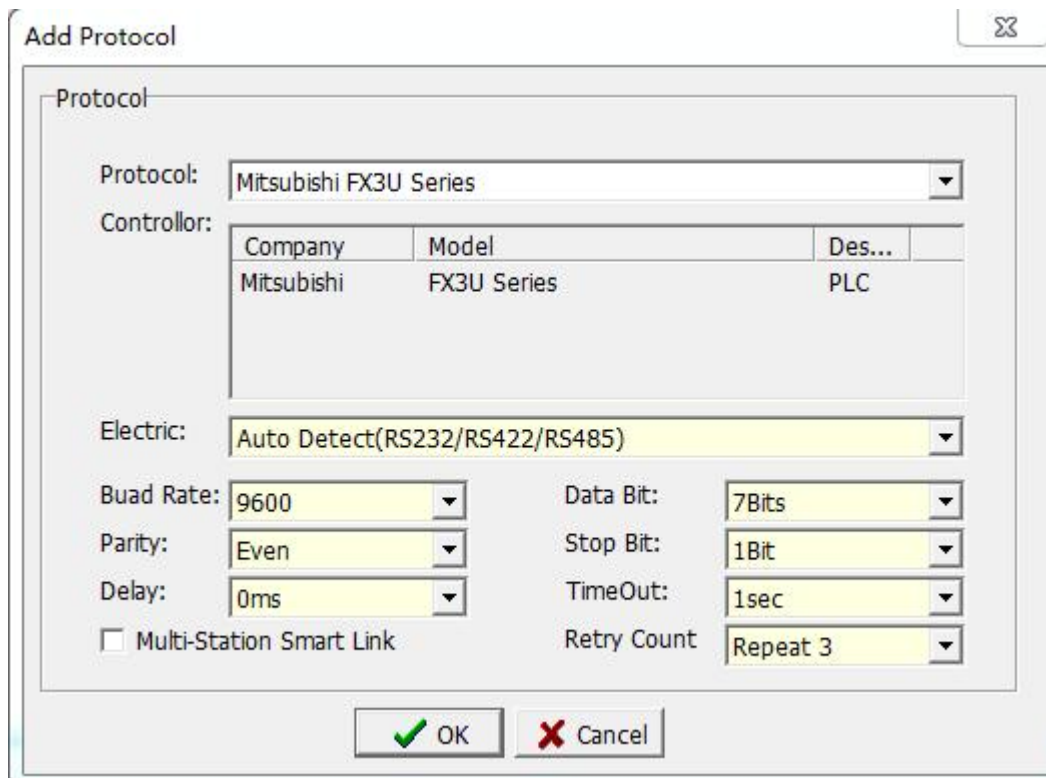 Add Protocol
Protocol
Protocol: Mitsubishi FX3U Series
Controllor:
Company Model Des...
Mitsubishi FX3U Series PLC
Electric: Auto Detect(RS232/RS422/RS485)
Buad Rate: 9600 Data Bit: 7Bits
Parity: Even Stop Bit: 1Bit
Delay: 0ms TimeOut: 1sec
Multi-Station Smart Link Retry Count Repeat 3
OK Cancel